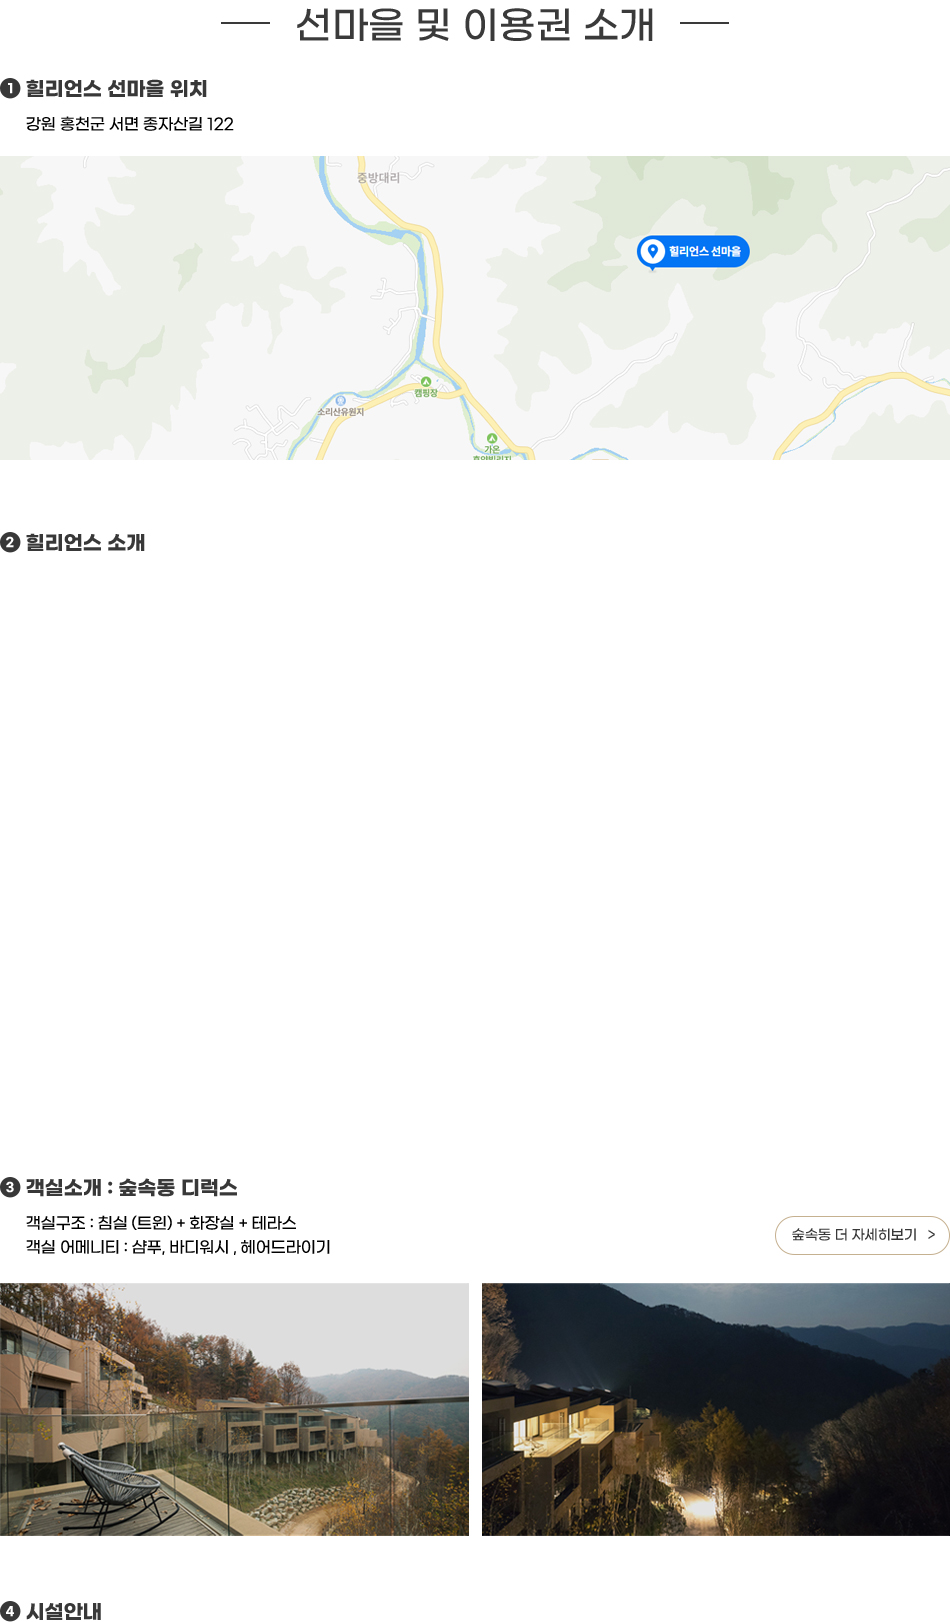 선마을 및 이용권 소개
1 힐리언스 선마을 위치
강원 홍천군 서면 종자산길 122
중방대리
힐리언스 선마을
캠핑장
소리산유원지
가온
2 힐리언스 소개
3 객실소개 : 숲속동 디럭스
객실구조 : 침실 (트윈) + 화장실 + 테라스
객실 어메니티 : 샴푸, 바디워시 , 헤어드라이기
숲속동 더 자세히보기 >
4 시설안내